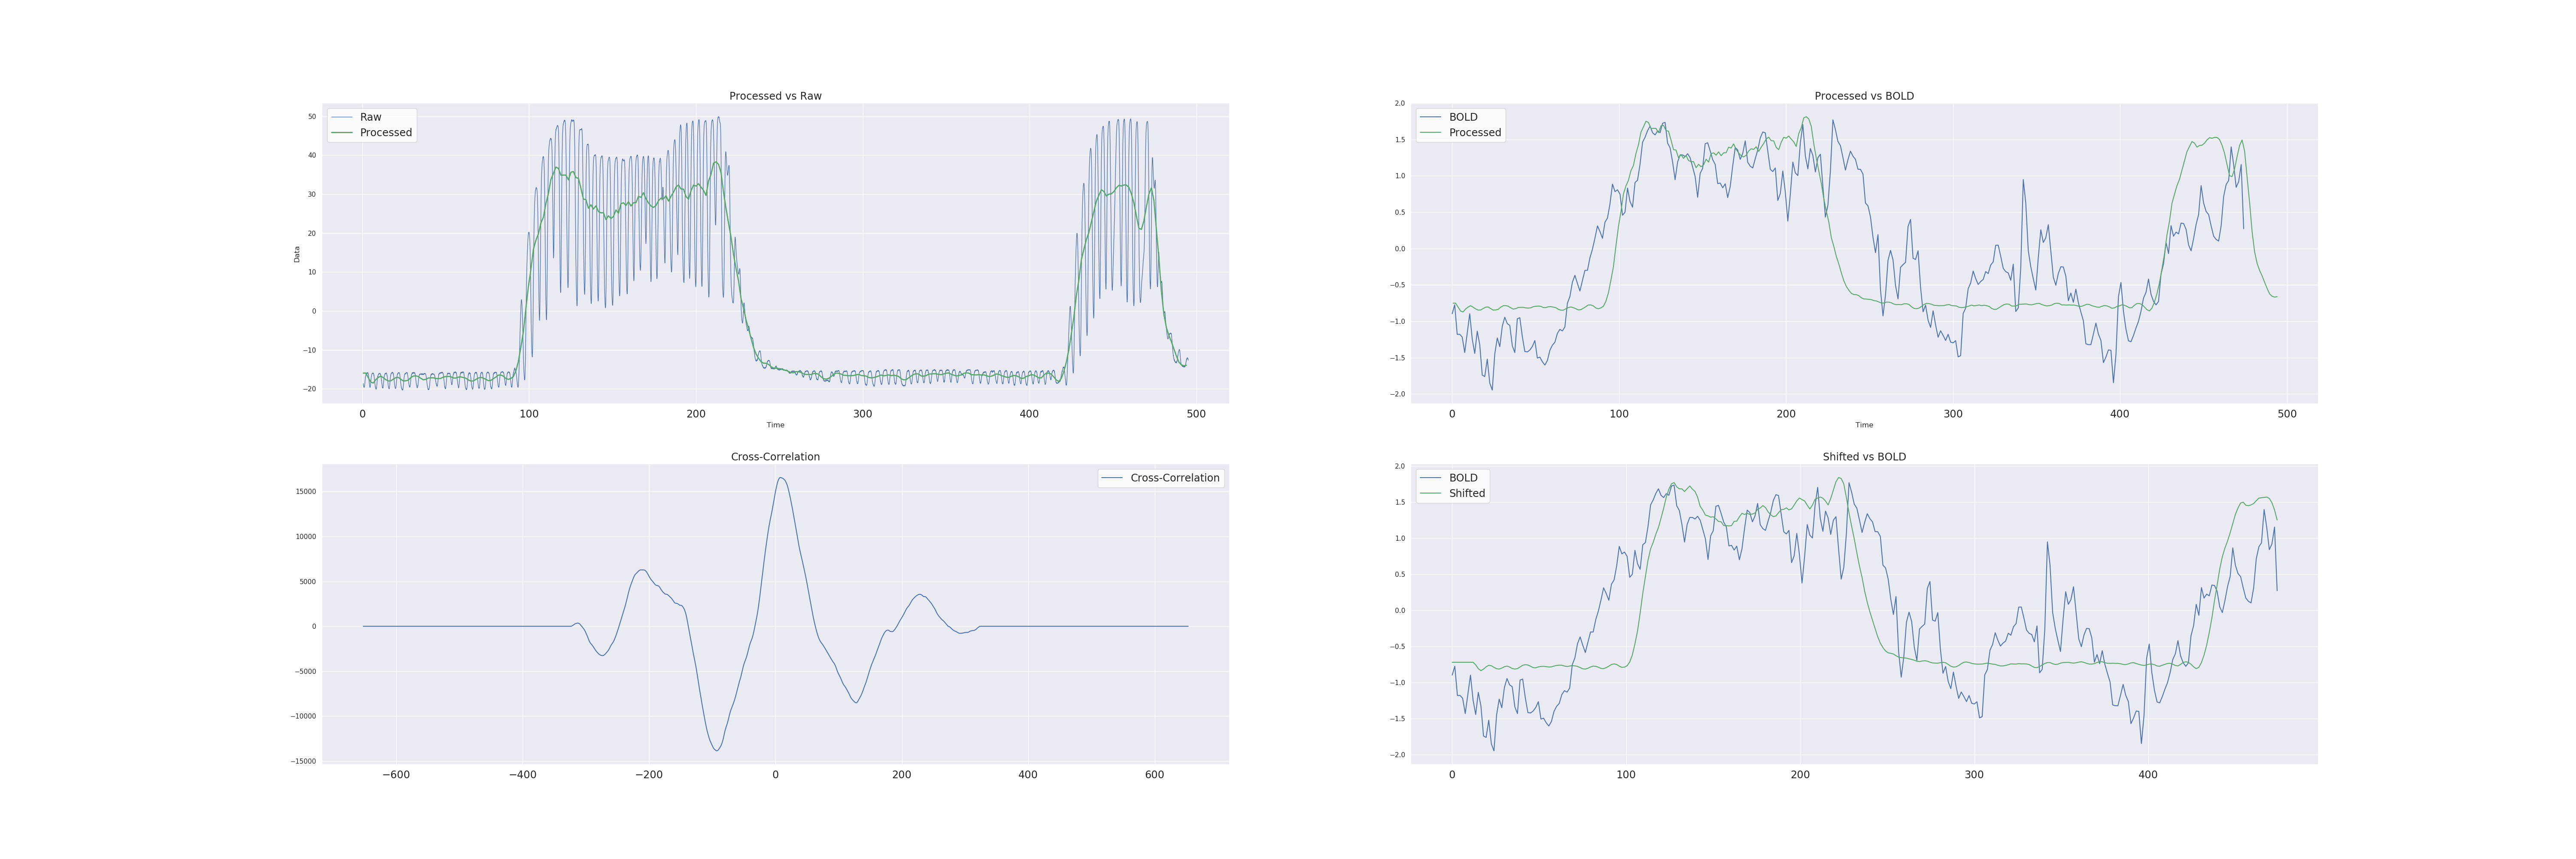 Processed vs Raw
Raw
Processed
50
40
30
20
10
0
−10
−20
Data
0 100 200 300 400 500
Time
Processed vs BOLD
BOLD
Processed
2.0
1.5
1.0
0.5
0.0
−0.5
−1.0
−1.5
−2.0
0 100 200 300 400 500
Time
Cross-Correlation
Cross-Correlation
15000
10000
5000
0
−5000
−10000
−15000
−600 −400 −200 0 200 400 600
Shifted vs BOLD
BOLD
Shifted
2.0
1.5
1.0
0.5
0.0
−0.5
−1.0
−1.5
−2.0
0 100 200 300 400